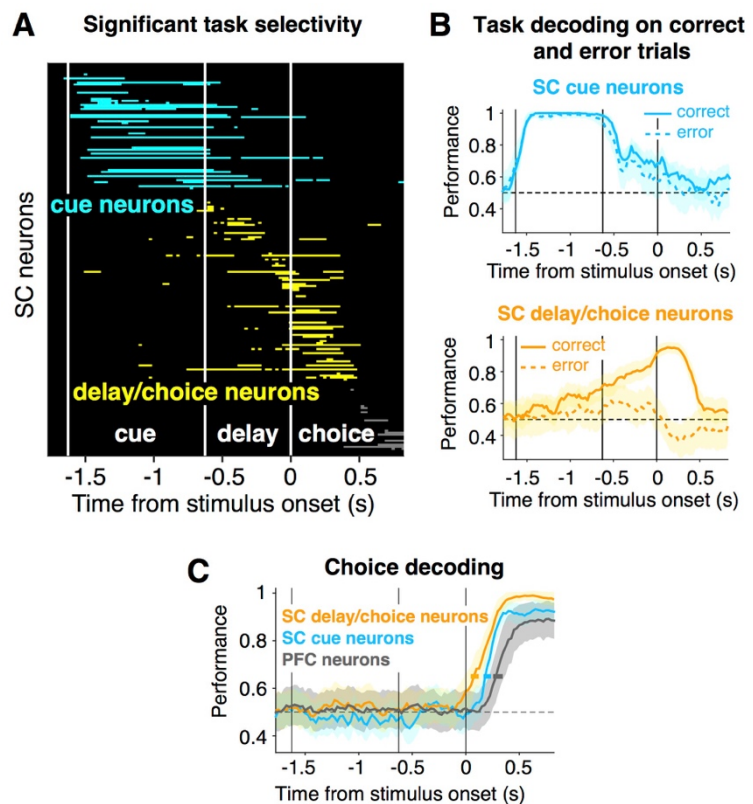 A
Significant task selectivity
SC neurons
cue neurons
delay/choice neurons
cue
delay
choice
-1.5
-1
-0.5
0
0.5
Time from stimulus onset (s)
B
Task decoding on correct
and error trials
SC cue neurons
correct
error
Performance
1
0.8
0.6
0.4
-1.5
-1
-0.5
0
0.5
Time from stimulus onset (s)
SC delay/choice neurons
correct
error
Performance
1
0.8
0.6
0.4
-1.5
-1
-0.5
0
0.5
Time from stimulus onset (s)
C
Choice decoding
SC delay/choice neurons
SC cue neurons
PFC neurons
Performance
1
0.8
0.6
0.4
-1.5
-1
-0.5
0
0.5
Time from stimulus onset (s)